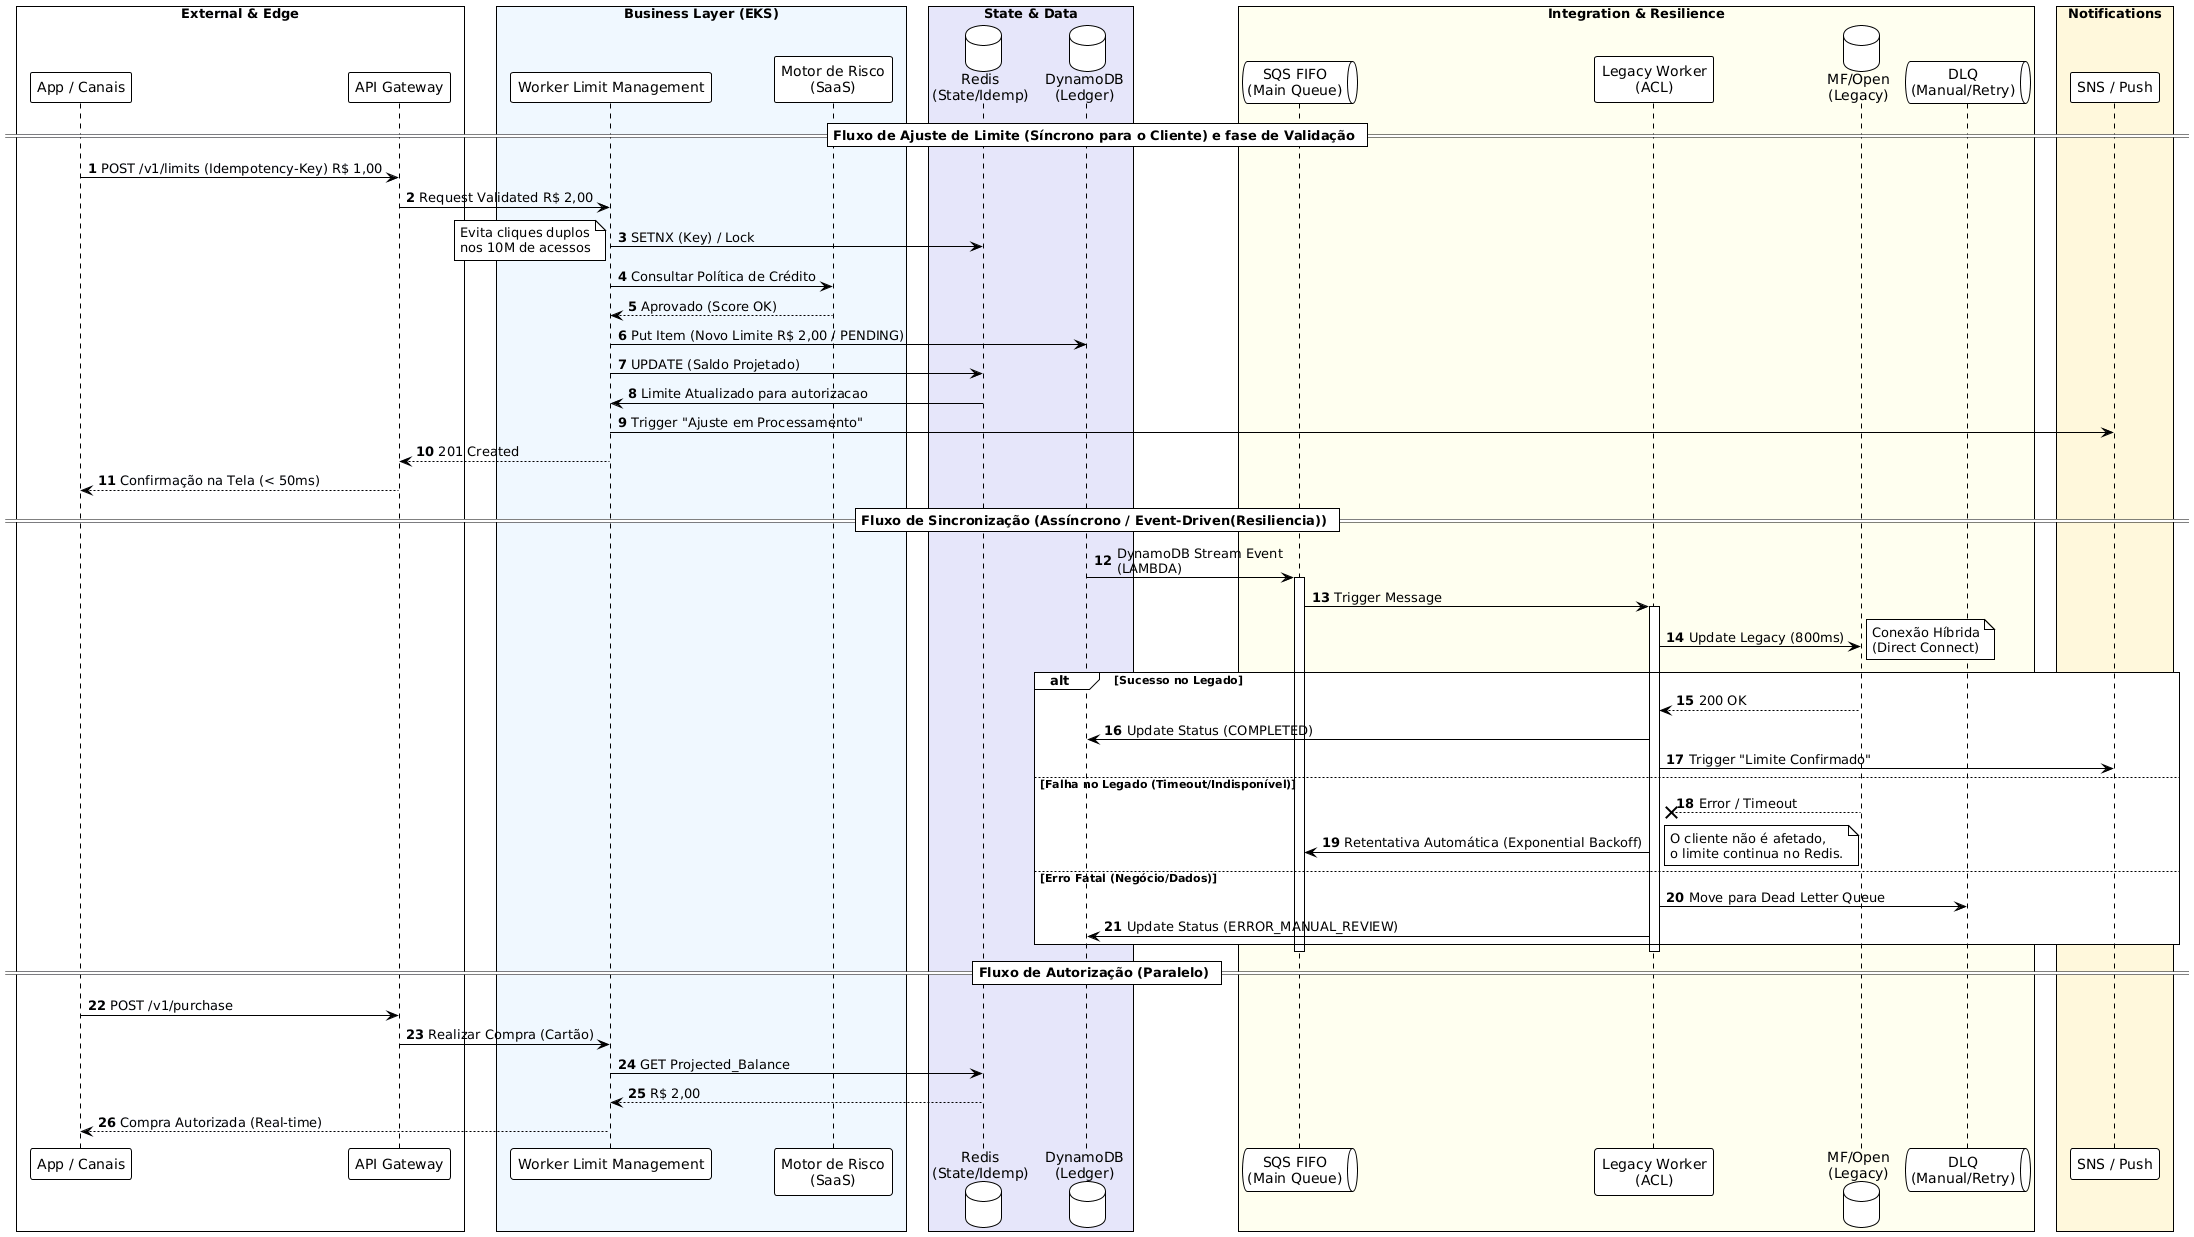 External & Edge
Business Layer (EKS)
State & Data
Integration & Resilience
Notifications
App / Canais
API Gateway
Worker Limit Management
Motor de Risco
(SaaS)
Redis
(State/Idemp)
DynamoDB
(Ledger)
SQS FIFO
(Main Queue)
Legacy Worker
(ACL)
MF/Open
(Legacy)
DLQ
(Manual/Retry)
SNS / Push
Fluxo de Ajuste de Limite (Síncrono para o Cliente) e fase de Validação
1 POST /v1/limits (Idempotency-Key) R$ 1,00
2 Request Validated R$ 2,00
Evita cliques duplos
nos 10M de acessos
3 SETNX (Key) / Lock
4 Consultar Política de Crédito
5 Aprovado (Score OK)
6 Put Item (Novo Limite R$ 2,00 / PENDING)
7 UPDATE (Saldo Projetado)
8 Limite Atualizado para autorizacao
9 Trigger "Ajuste em Processamento"
10 201 Created
11 Confirmação na Tela (< 50ms)
Fluxo de Sincronização (Assíncrono / Event-Driven(Resiliencia))
12 DynamoDB Stream Event
(LAMBDA)
13 Trigger Message
14 Update Legacy (800ms)
Conexão Híbrida
(Direct Connect)
alt [Sucesso no Legado]
15 200 OK
16 Update Status (COMPLETED)
17 Trigger "Limite Confirmado"
[Falha no Legado (Timeout/Indisponível)]
18 Error / Timeout
19 Retentativa Automática (Exponential Backoff)
O cliente não é afetado,
o limite continua no Redis.
[Erro Fatal (Negócio/Dados)]
20 Move para Dead Letter Queue
21 Update Status (ERROR_MANUAL_REVIEW)
Fluxo de Autorização (Paralelo)
22 POST /v1/purchase
23 Realizar Compra (Cartão)
24 GET Projected_Balance
25 R$ 2,00
26 Compra Autorizada (Real-time)
App / Canais
API Gateway
Worker Limit Management
Motor de Risco
(SaaS)
Redis
(State/Idemp)
DynamoDB
(Ledger)
SQS FIFO
(Main Queue)
Legacy Worker
(ACL)
MF/Open
(Legacy)
DLQ
(Manual/Retry)
SNS / Push